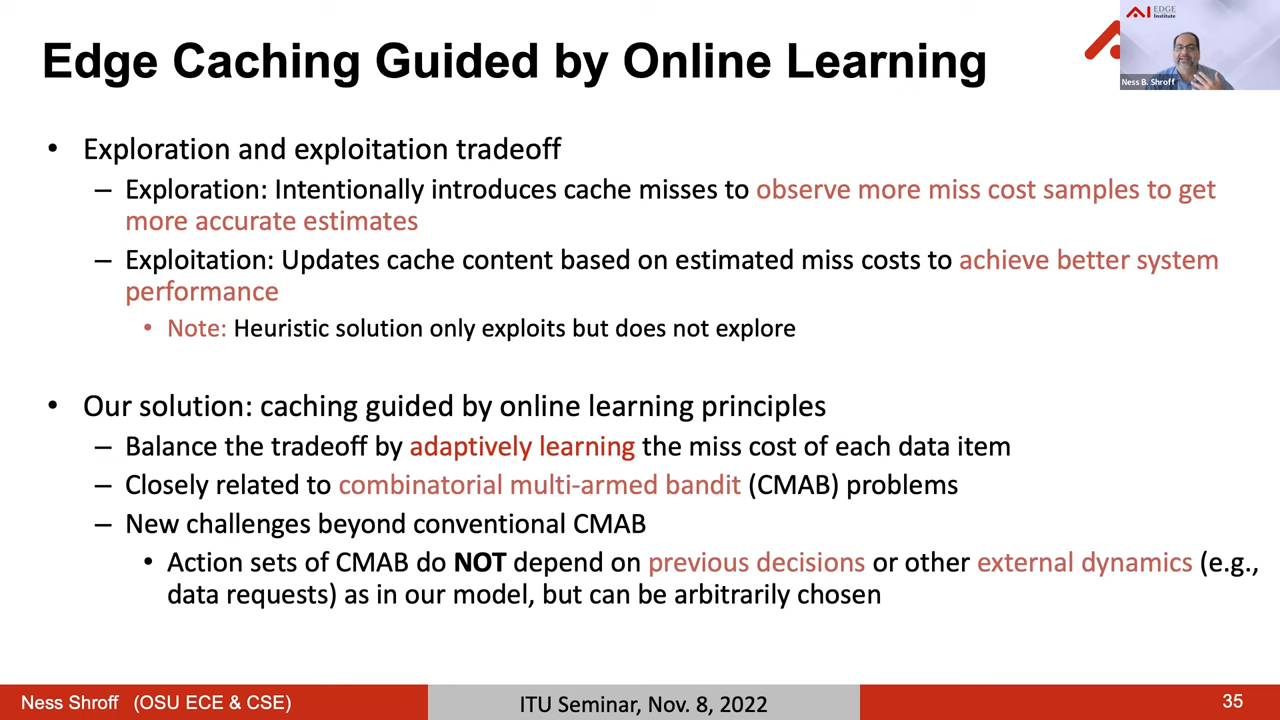 Edge Caching Guided by Online Learning
AI EDGE
Institute
Ness B. Shroff
• Exploration and exploitation tradeoff
– Exploration: Intentionally introduces cache misses to observe more miss cost samples to get
more accurate estimates
– Exploitation: Updates cache content based on estimated miss costs to achieve better system
performance
• Note: Heuristic solution only exploits but does not explore
• Our solution: caching guided by online learning principles
– Balance the tradeoff by adaptively learning the miss cost of each data item
– Closely related to combinatorial multi-armed bandit (CMAB) problems
– New challenges beyond conventional CMAB
• Action sets of CMAB do NOT depend on previous decisions or other external dynamics (e.g.,
data requests) as in our model, but can be arbitrarily chosen
Ness Shroff (OSU ECE & CSE)
ITU Seminar, Nov. 8, 2022
35